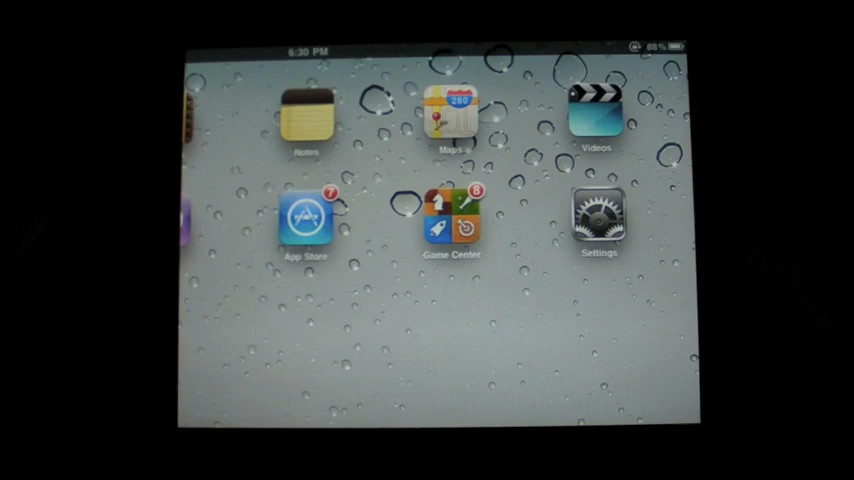 6:30 PM 88%
Notes Maps Videos
280
7 8
App Store Game Center Settings